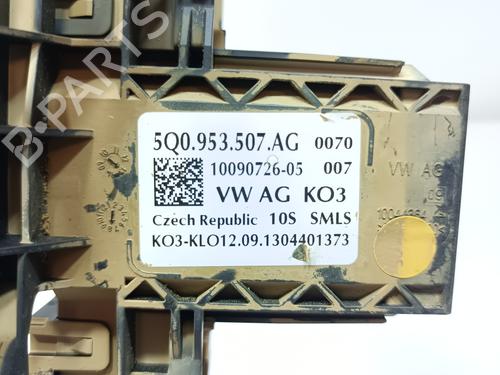 5Q0.953.507.AG 0070
10090726-05 007
VW AG KO3
Czech Republic 10S SMLS
KO3-KLO12.09.1304401373
VW AG
B-PARTS